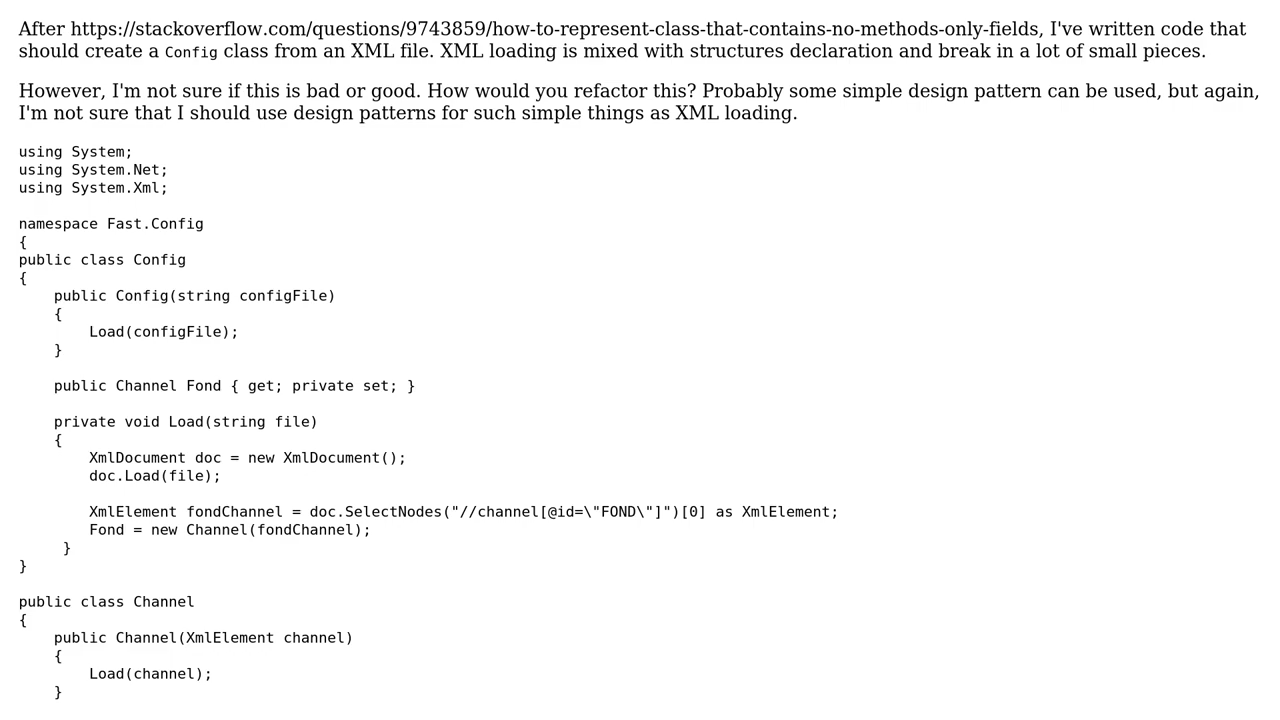 After https://stackoverflow.com/questions/9743859/how-to-represent-class-that-contains-no-methods-only-fields, I've written code that
should create a Config class from an XML file. XML loading is mixed with structures declaration and break in a lot of small pieces.
However, I'm not sure if this is bad or good. How would you refactor this? Probably some simple design pattern can be used, but again,
I'm not sure that I should use design patterns for such simple things as XML loading.
using System;
using System.Net;
using System.Xml;

namespace Fast.Config
{
public class Config
{
    public Config(string configFile)
    {
        Load(configFile);
    }

    public Channel Fond { get; private set; }

    private void Load(string file)
    {
        XmlDocument doc = new XmlDocument();
        doc.Load(file);

        XmlElement fondChannel = doc.SelectNodes("//channel[@id=\"FOND\"]")[0] as XmlElement;
        Fond = new Channel(fondChannel);
     }
}

public class Channel
{
    public Channel(XmlElement channel)
    {
        Load(channel);
    }